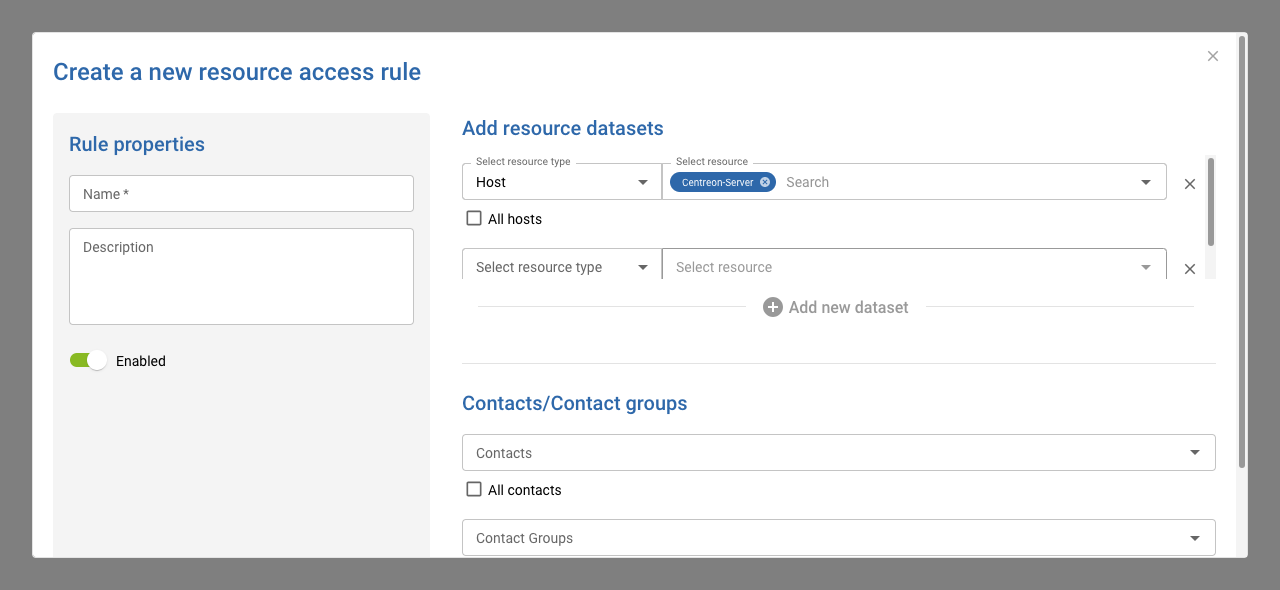 Create a new resource access rule
Rule properties
Name *
Description
Enabled
Add resource datasets
Select resource type
Select resource
Host
Centreon-Server
Search
All hosts
Select resource type
Select resource
Add new dataset
Contacts/Contact groups
Contacts
All contacts
Contact Groups